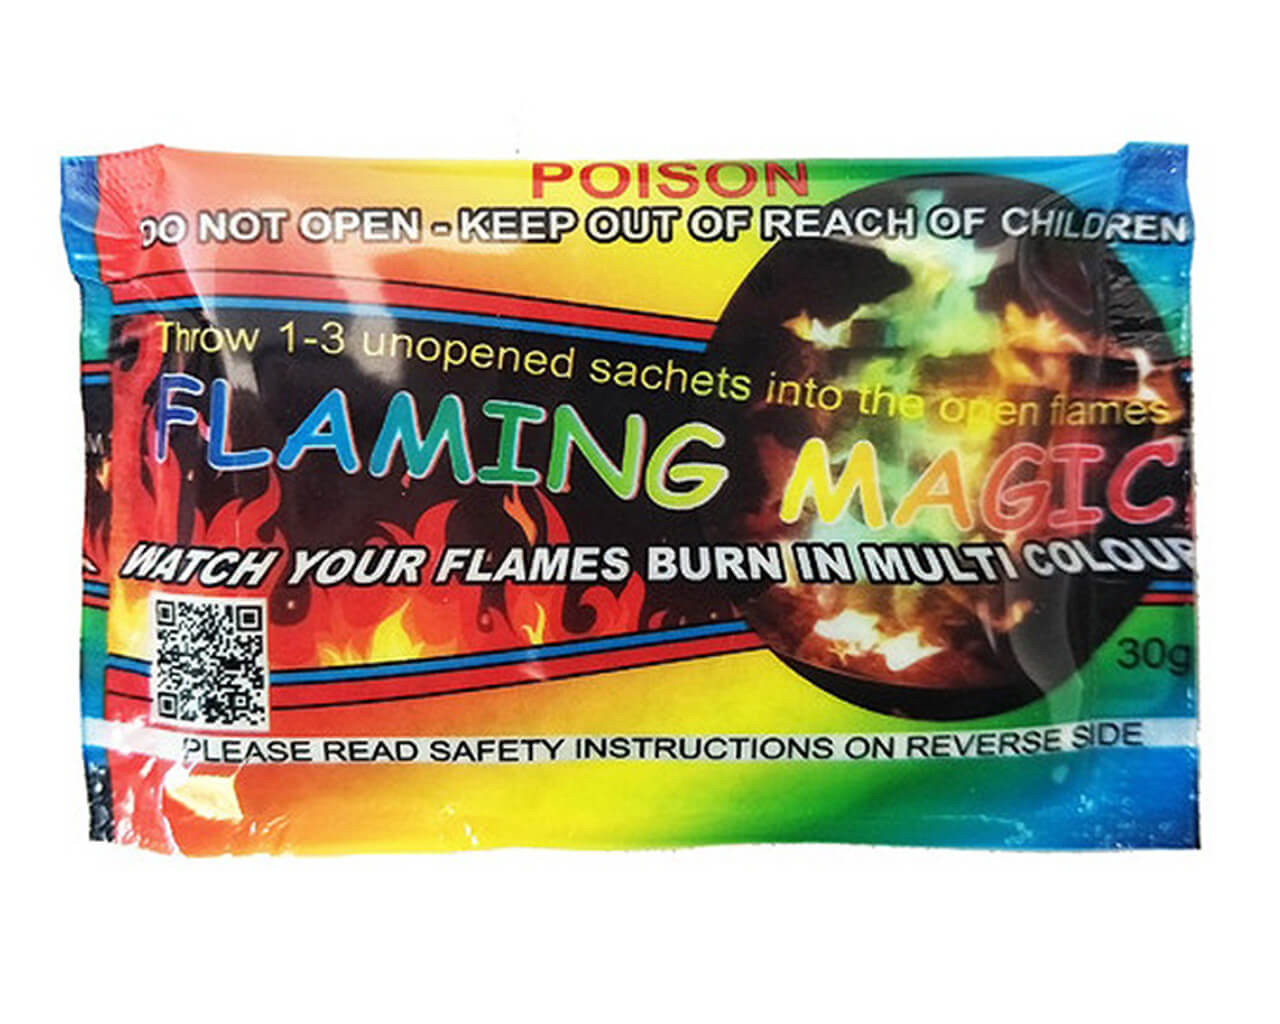 POISON
DO NOT OPEN - KEEP OUT OF REACH OF CHILDREN
Throw 1-3 unopened sachets into the open flames
FLAMING MAGIC
WATCH YOUR FLAMES BURN IN MULTI COLOUR
30g
PLEASE READ SAFETY INSTRUCTIONS ON REVERSE SIDE